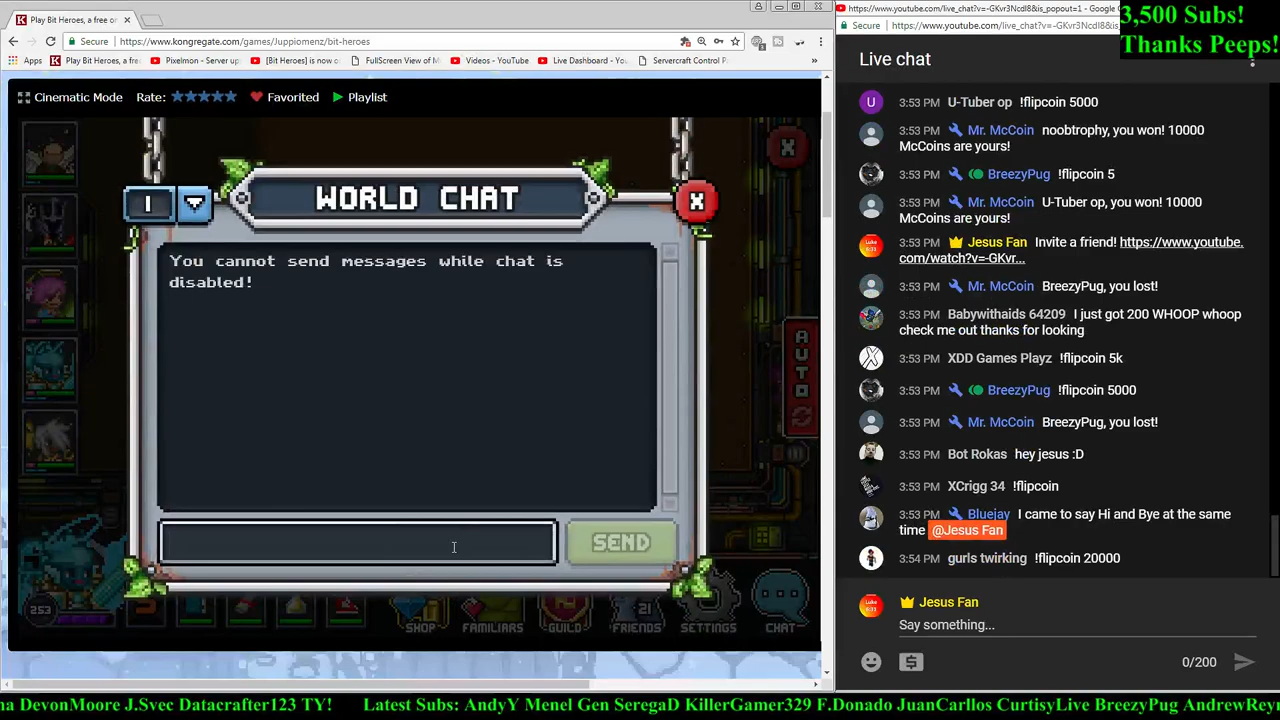 Play Bit Heroes, a free or
Secure https://www.kongregate.com/games/Juppiomenz/bit-heroes
Apps Play Bit Heroes, a free Pixelmon - Server up [Bit Heroes] is now o FullScreen View of M Videos - YouTube Live Dashboard - Yo Servercraft Control P »
Cinematic Mode Rate: Favorited Playlist
WORLD CHAT
1
X
X
You cannot send messages while chat is
disabled!
AUTO
SEND
253
SHOP FAMILIARS GUILD FRIENDS SETTINGS CHAT
21
https://www.youtube.com/live_chat?v=-GKvr3NcdI8&is_popout=1 - Google C
Secure https://www.youtube.com/live_chat?v=-GKvr3NcdI8&is_popout=1
3,500 Subs!
Thanks Peeps!
Live chat
U 3:53 PM U-Tuber op !flipcoin 5000
3:53 PM Mr. McCoin noobtrophy, you won! 10000
McCoins are yours!
3:53 PM BreezyPug !flipcoin 5
3:53 PM Mr. McCoin U-Tuber op, you won! 10000
McCoins are yours!
3:53 PM Jesus Fan Invite a friend! https://www.youtube.
com/watch?v=-GKvr...
3:53 PM Mr. McCoin BreezyPug, you lost!
3:53 PM Babywithaids 64209 I just got 200 WHOOP whoop
check me out thanks for looking
3:53 PM XDD Games Playz !flipcoin 5k
3:53 PM BreezyPug !flipcoin 5000
3:53 PM Mr. McCoin BreezyPug, you lost!
3:53 PM Bot Rokas hey jesus :D
3:53 PM XCrigg 34 !flipcoin
3:53 PM Bluejay I came to say Hi and Bye at the same
time @Jesus Fan
3:54 PM gurls twirking !flipcoin 20000
Jesus Fan
Say something...
0/200
na DevonMoore J.Svec Datacrafter123 TY! Latest Subs: AndyY Menel Gen SeregaD KillerGamer329 F.Donado JuanCarllos CurtisyLive BreezyPug AndrewRey